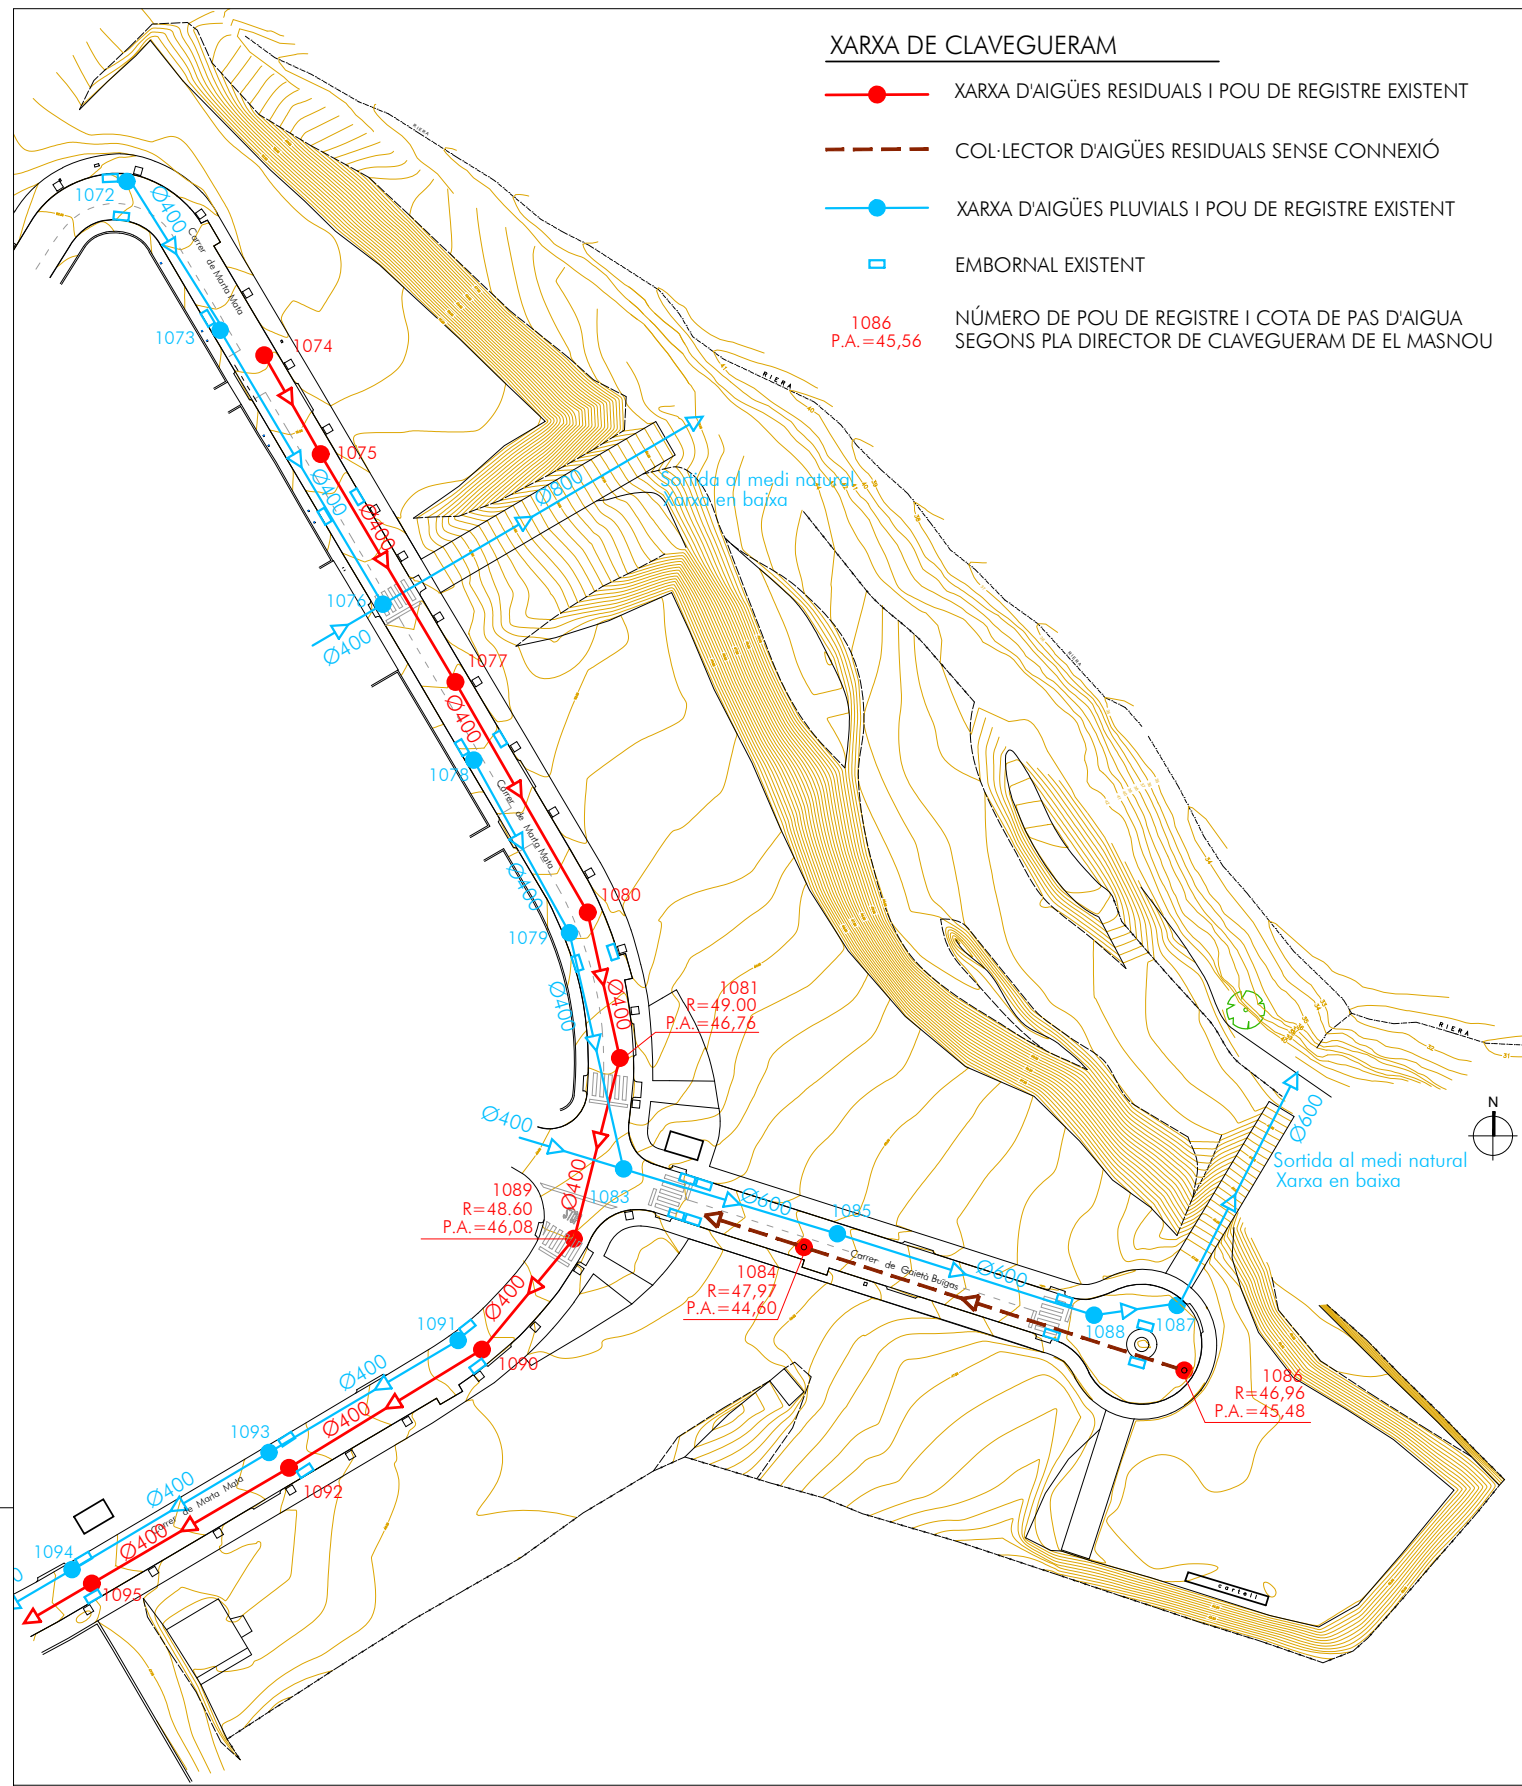 XARXA DE CLAVEGUERAM
XARXA D'AIGÜES RESIDUALS I POU DE REGISTRE EXISTENT
COL·LECTOR D'AIGÜES RESIDUALS SENSE CONNEXIÓ
XARXA D'AIGÜES PLUVIALS I POU DE REGISTRE EXISTENT
EMBORNAL EXISTENT
1086
P.A.=45,56
NÚMERO DE POU DE REGISTRE I COTA DE PAS D'AIGUA
SEGONS PLA DIRECTOR DE CLAVEGUERAM DE EL MASNOU
RIERA
1072
Ø400
Carrer de Marta Mata
1073
1074
RIERA
1075
Ø400
Ø400
Ø800
Sortida al medi natural
Xarxa en baixa
1076
Ø400
RIERA
1077
Ø400
1078
Carrer de Marta Mata
Ø400
1080
1079
Ø400
Ø400
1081
R=49.00
P.A.=46,76
RIERA
N
Ø400
Ø600
Sortida al medi natural
Xarxa en baixa
1089
R=48.60
P.A.=46,08
Ø400
1083
Ø600
1085
Carrer de Gaietà Buïgas
Ø600
1084
R=47,97
P.A.=44,60
1088
1087
1086
R=46,96
P.A.=45,48
Ø400
1091
1090
Ø400
Ø400
1093
1092
Ø400
Carrer de Marta Mata
Ø400
1094
1095
cartell